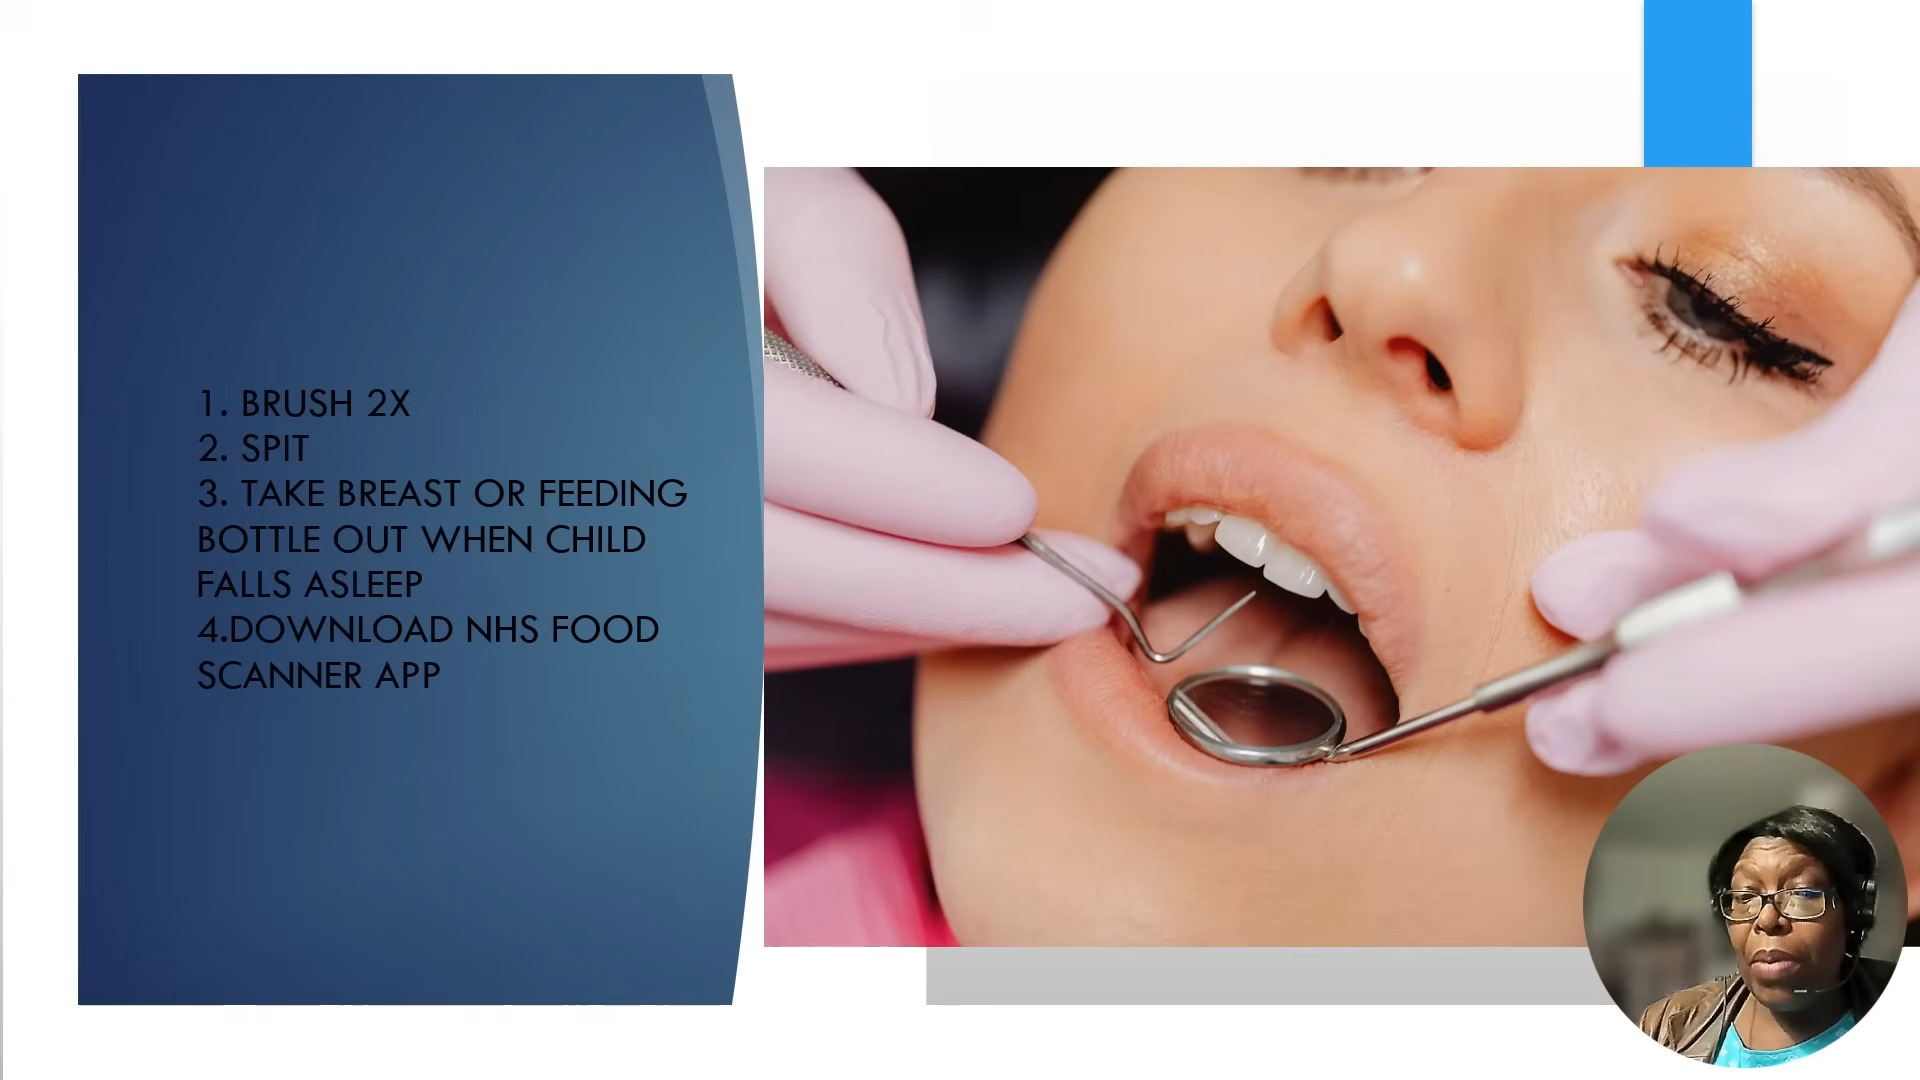 1. BRUSH 2X
2. SPIT
3. TAKE BREAST OR FEEDING
BOTTLE OUT WHEN CHILD
FALLS ASLEEP
4.DOWNLOAD NHS FOOD
SCANNER APP